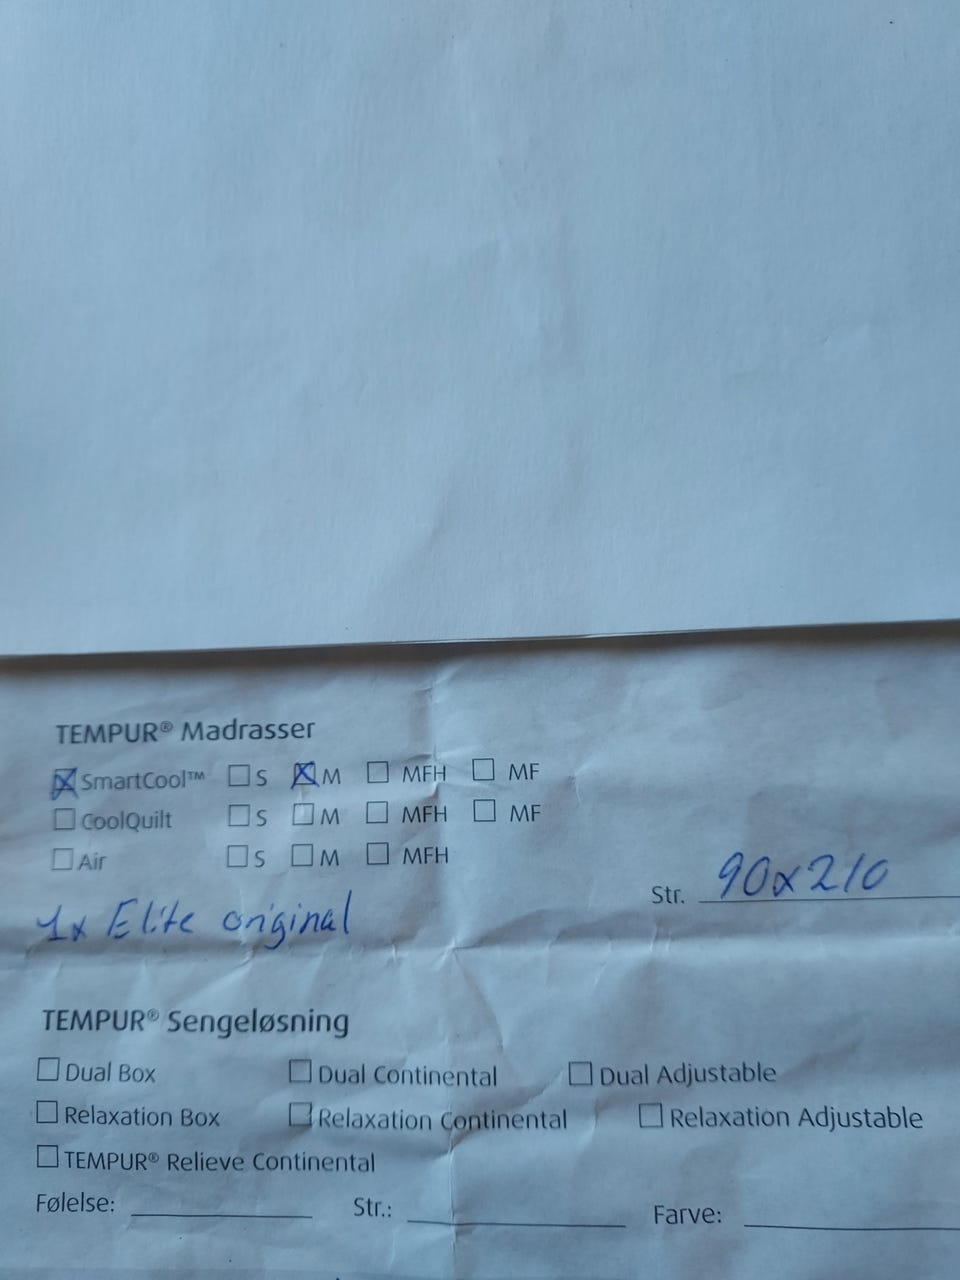 TEMPUR® Madrasser
☒ SmartCool™ ☐ S ☒ M ☐ MFH ☐ MF
☐ CoolQuilt ☐ S ☐ M ☐ MFH ☐ MF
☐ Air ☐ S ☐ M ☐ MFH
Str. 90x210
1x Elite original
TEMPUR® Sengeløsning
☐ Dual Box ☐ Dual Continental ☐ Dual Adjustable
☐ Relaxation Box ☐ Relaxation Continental ☐ Relaxation Adjustable
☐ TEMPUR® Relieve Continental
Følelse: Str.: Farve: